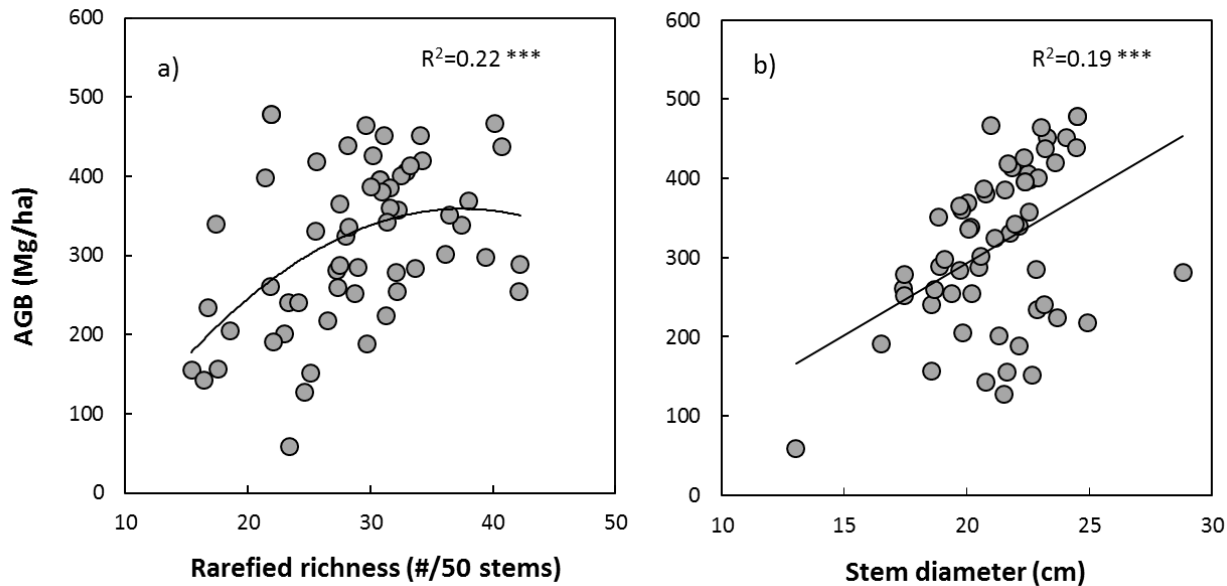 600
500
400
300
200
100
0
AGB (Mg/ha)
a)
R²=0.22 ***
10 20 30 40 50
Rarefied richness (#/50 stems)
600
500
400
300
200
100
0
b)
R²=0.19 ***
10 15 20 25 30
Stem diameter (cm)